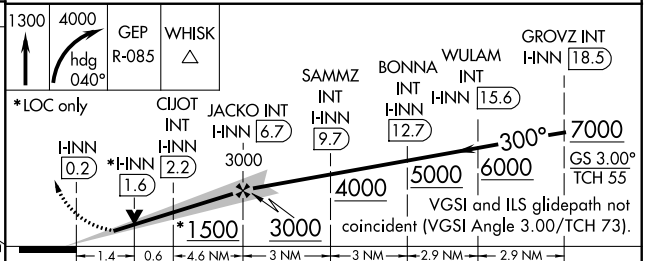 1300
4000
hdg
040°
GEP
R-085
WHISK
*LOC only
I-INN
0.2
*I-INN
1.6
CIJOT
INT
I-INN
2.2
JACKO INT
I-INN 6.7
3000
SAMMZ
INT
I-INN
9.7
BONNA
INT
I-INN
12.7
WULAM
INT
I-INN 15.6
GROVZ INT
I-INN 18.5
300°
7000
6000
5000
4000
3000
*1500
GS 3.00°
TCH 55
VGSI and ILS glidepath not
coincident (VGSI Angle 3.00/TCH 73).
1.4
0.6
4.6 NM
3 NM
3 NM
2.9 NM
2.9 NM